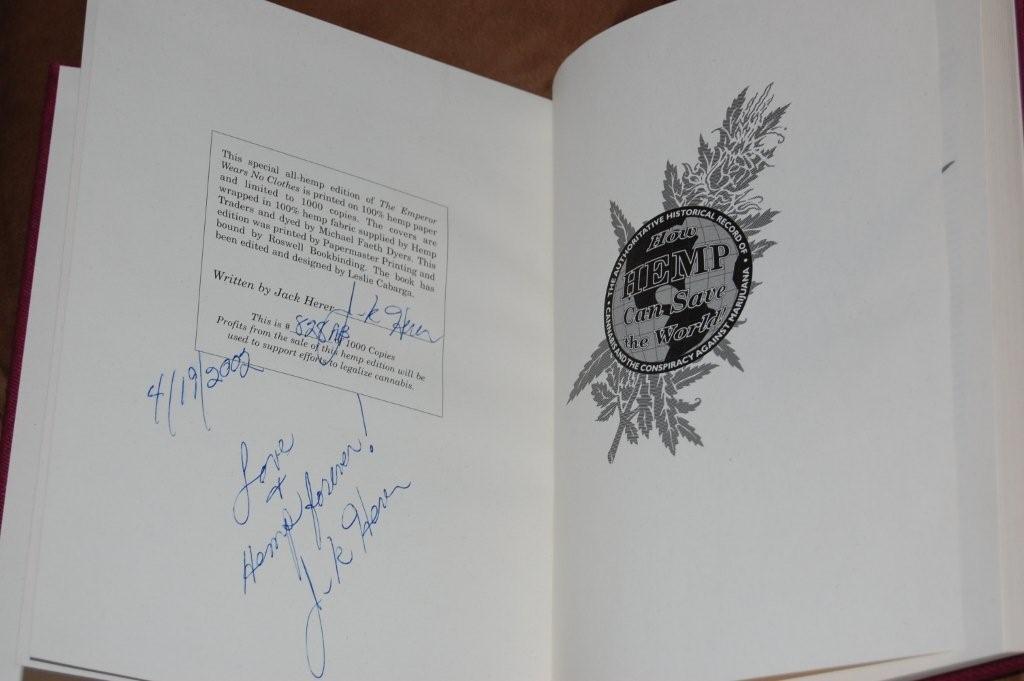 This special all-hemp edition of The Emperor
Wears No Clothes is printed on 100% hemp paper
and limited to 1000 copies. The covers are
wrapped in 100% hemp fabric supplied by Hemp
Traders and dyed by Michael Faeth Dyers. This
edition was printed by Papermaster Printing and
bound by Roswell Bookbinding. The book has
been edited and designed by Leslie Cabarga.
Written by Jack Herer J-k Herer
This is # 828 1000 Copies
Profits from the sale of this hemp edition will be
used to support efforts to legalize cannabis.
4/19/2002
Love
+
Hemp forever!
J-k Herer
• THE AUTHORITATIVE HISTORICAL RECORD OF •
How
HEMP
Can Save
the World!
CANNABIS AND THE CONSPIRACY AGAINST MARIJUANA